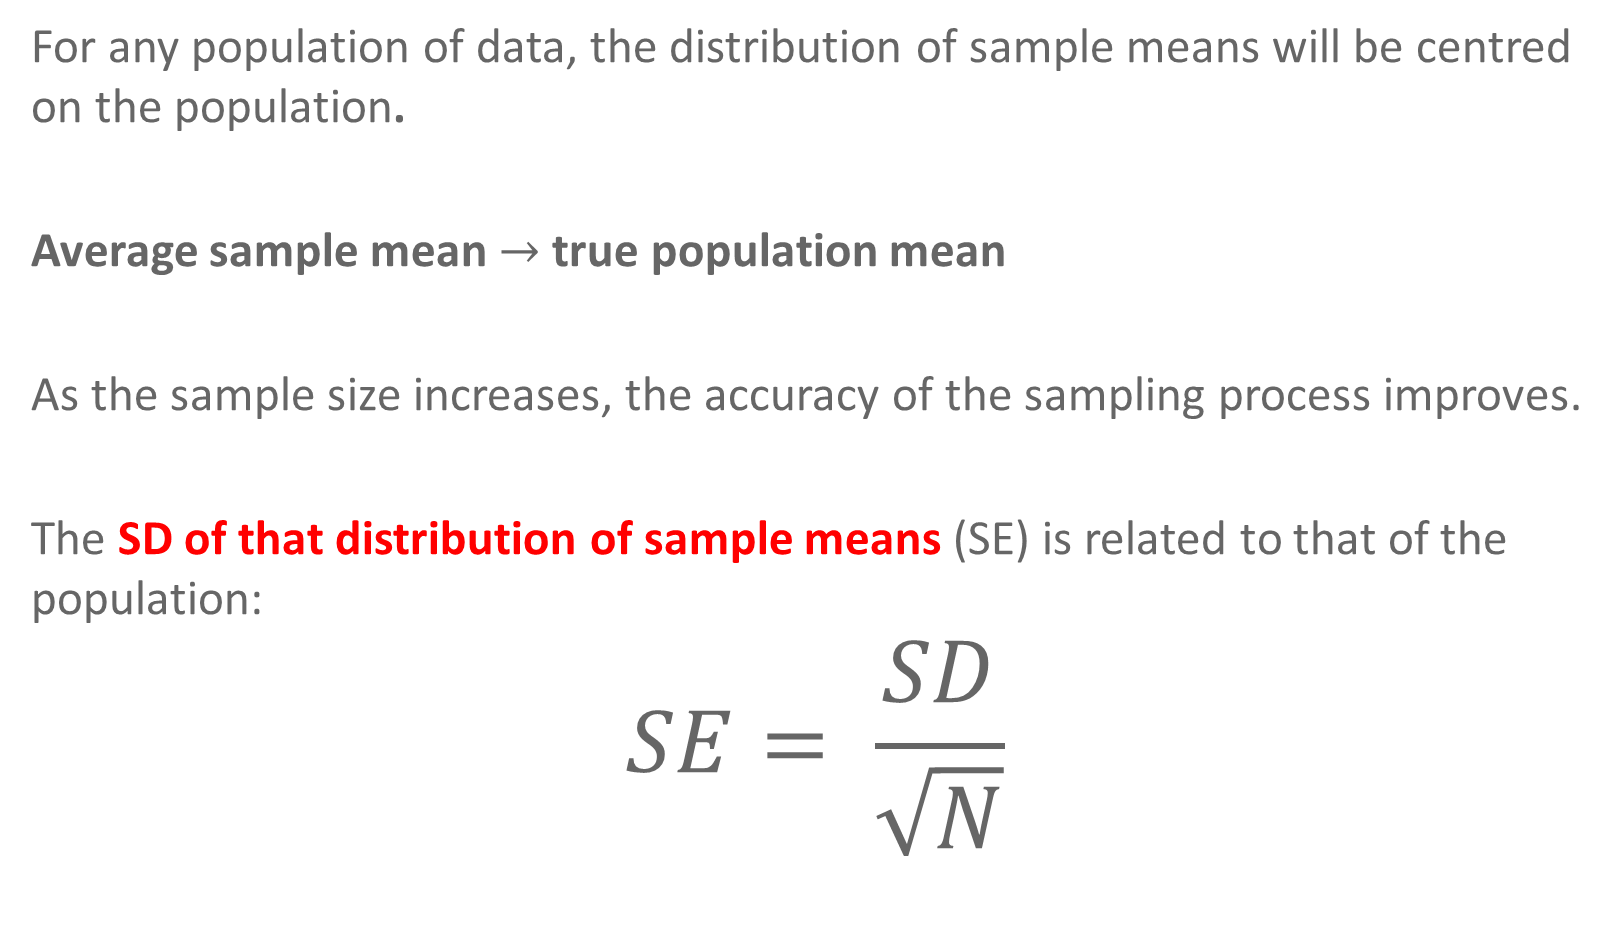 For any population of data, the distribution of sample means will be centred
on the population.
Average sample mean → true population mean
As the sample size increases, the accuracy of the sampling process improves.
The SD of that distribution of sample means (SE) is related to that of the
population:
SE = SD / √N